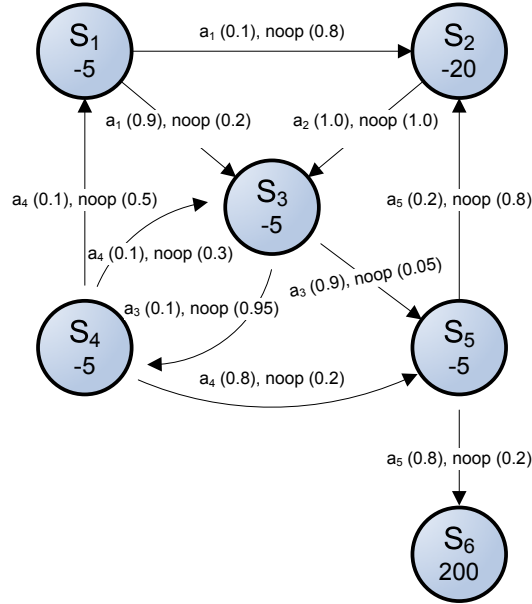 S₁
-5
a₁ (0.1), noop (0.8)
S₂
-20
a₁ (0.9), noop (0.2)
a₂ (1.0), noop (1.0)
a₄ (0.1), noop (0.5)
S₃
-5
a₅ (0.2), noop (0.8)
a₄ (0.1), noop (0.3)
a₃ (0.9), noop (0.05)
a₃ (0.1), noop (0.95)
S₄
-5
S₅
-5
a₄ (0.8), noop (0.2)
a₅ (0.8), noop (0.2)
S₆
200